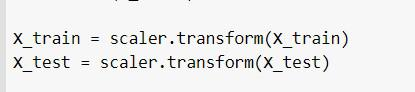 X_train = scaler.transform(X_train)
X_test = scaler.transform(X_test)